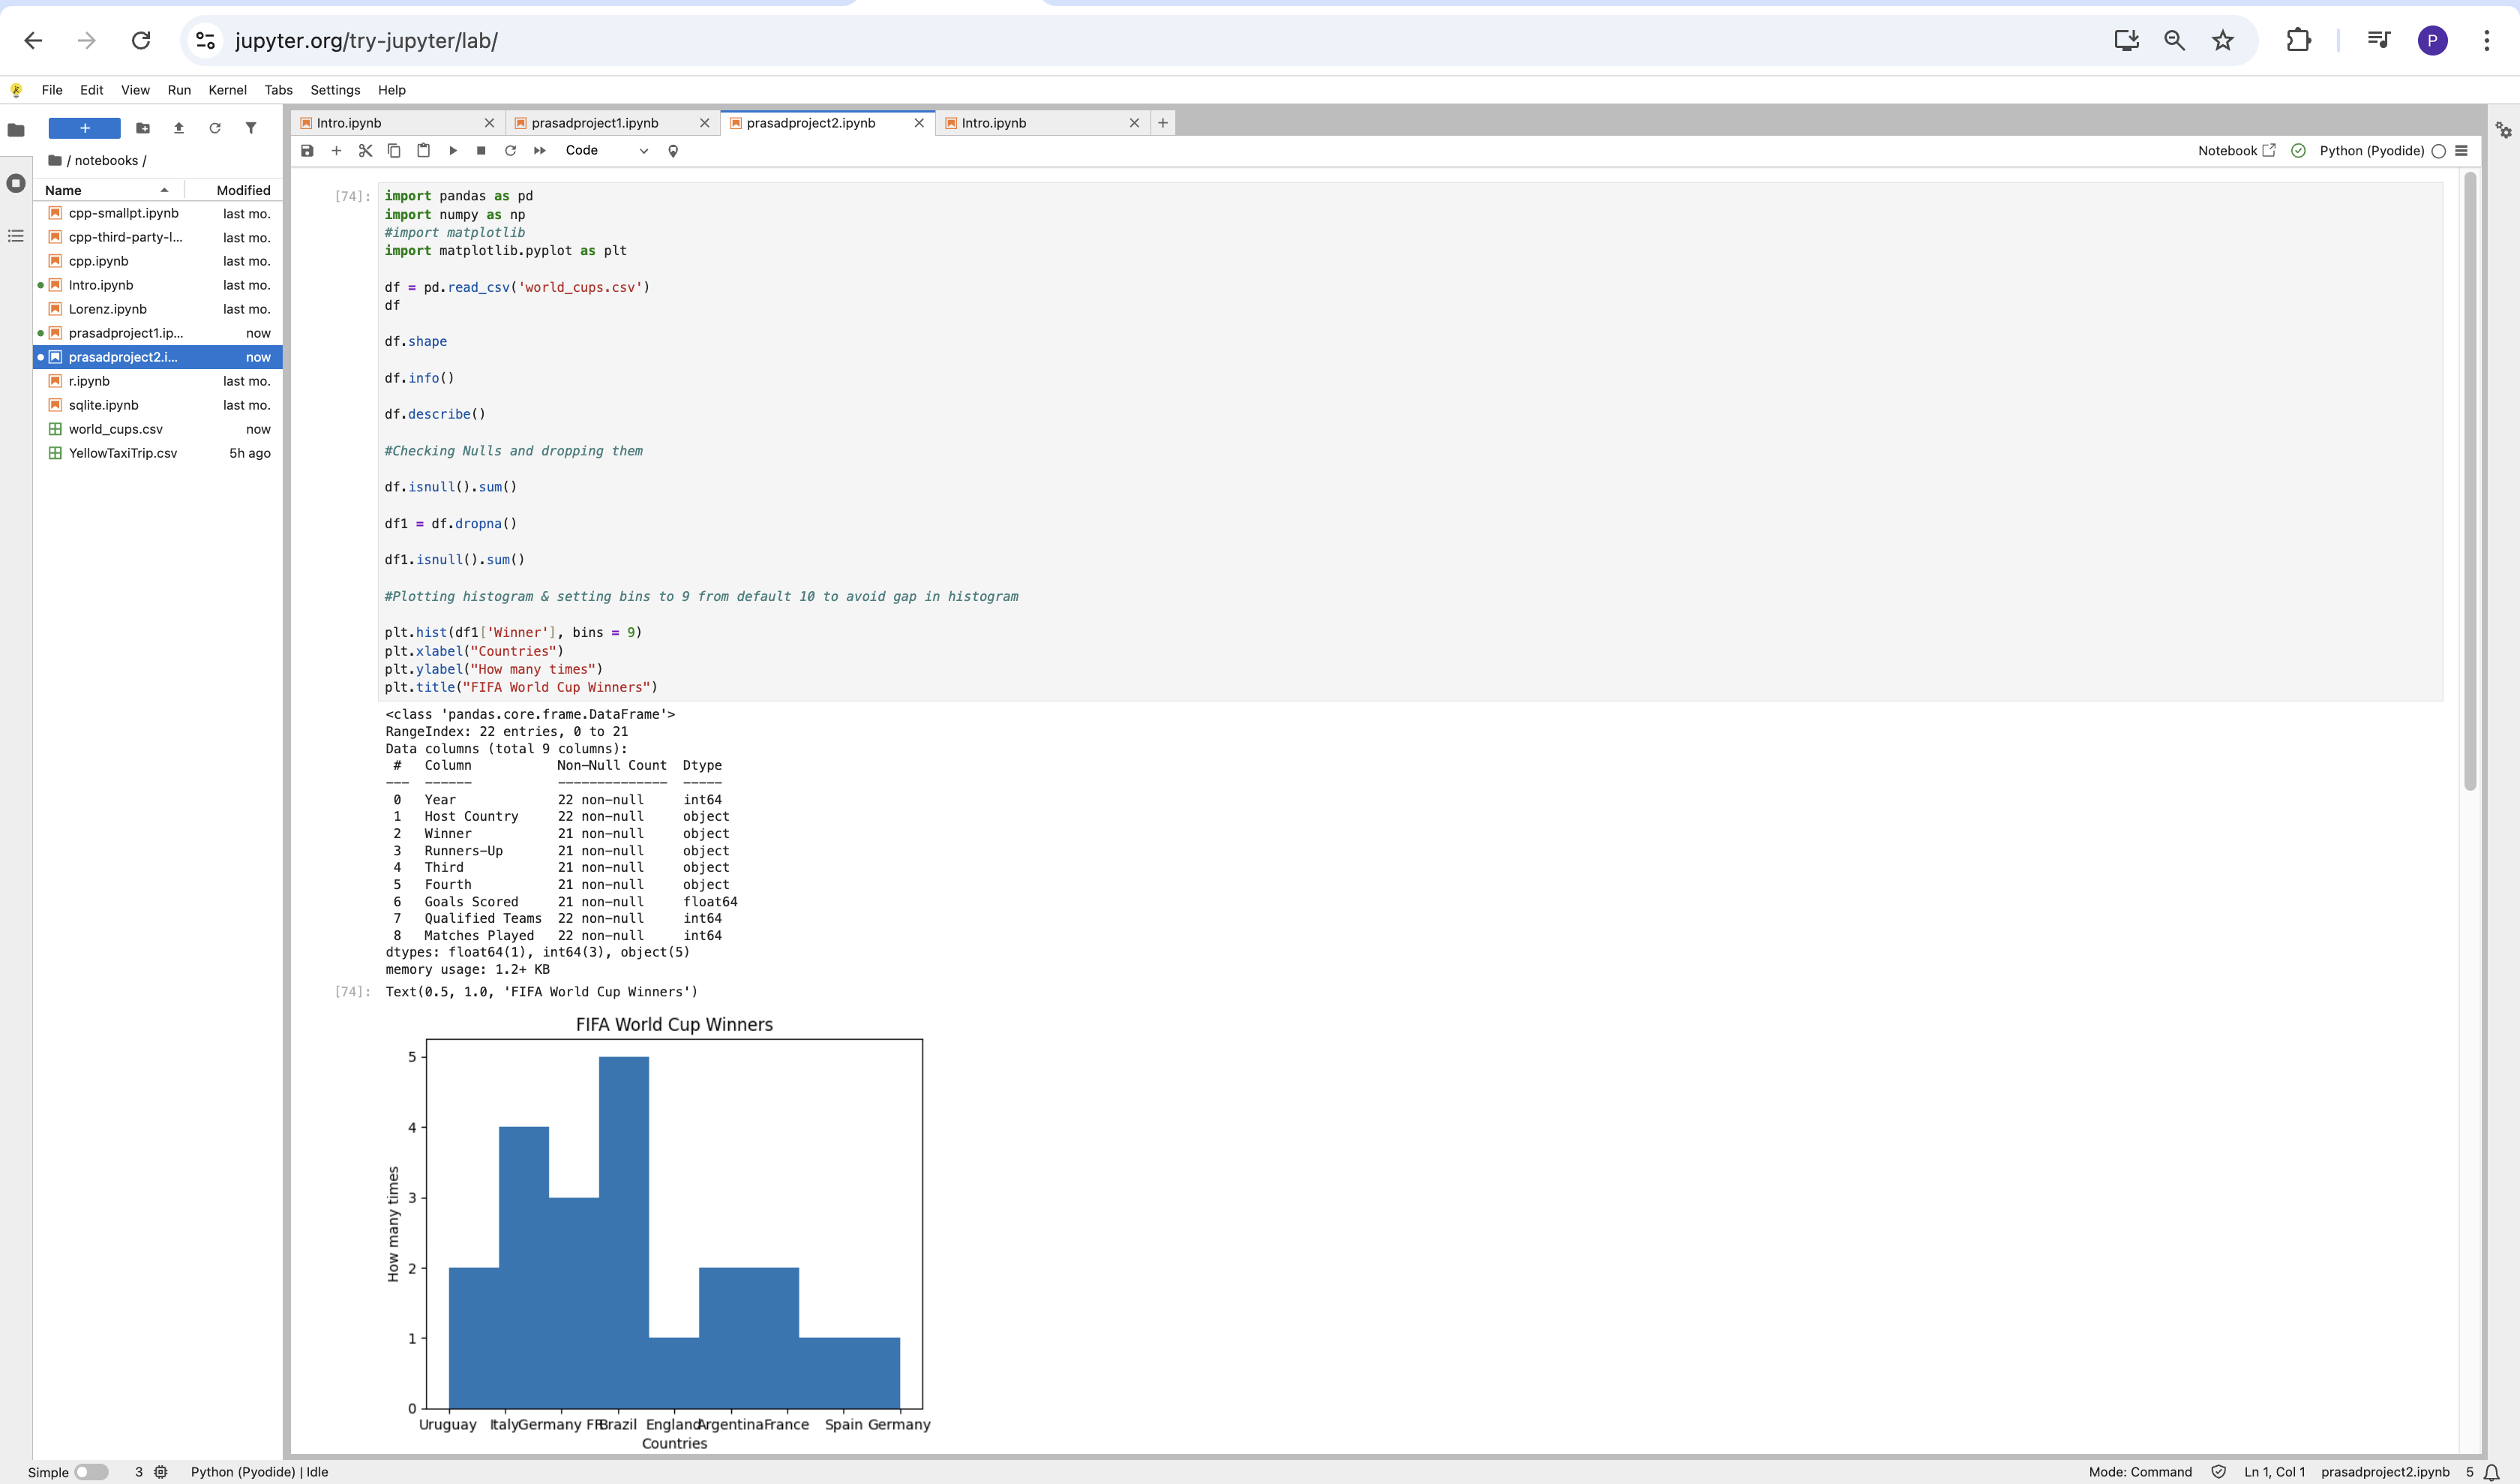 jupyter.org/try-jupyter/lab/
P
File Edit View Run Kernel Tabs Settings Help
+
/ notebooks /
Name Modified
cpp-smallpt.ipynb last mo.
cpp-third-party-l... last mo.
cpp.ipynb last mo.
Intro.ipynb last mo.
Lorenz.ipynb last mo.
prasadproject1.ip... now
prasadproject2.i... now
r.ipynb last mo.
sqlite.ipynb last mo.
world_cups.csv now
YellowTaxiTrip.csv 5h ago
Intro.ipynb prasadproject1.ipynb prasadproject2.ipynb Intro.ipynb
Code Notebook Python (Pyodide)
[74]: import pandas as pd
import numpy as np
#import matplotlib
import matplotlib.pyplot as plt
df = pd.read_csv('world_cups.csv')
df
df.shape
df.info()
df.describe()
#Checking Nulls and dropping them
df.isnull().sum()
df1 = df.dropna()
df1.isnull().sum()
#Plotting histogram & setting bins to 9 from default 10 to avoid gap in histogram
plt.hist(df1['Winner'], bins = 9)
plt.xlabel("Countries")
plt.ylabel("How many times")
plt.title("FIFA World Cup Winners")
<class 'pandas.core.frame.DataFrame'>
RangeIndex: 22 entries, 0 to 21
Data columns (total 9 columns):
# Column Non-Null Count Dtype
--- ------ -------------- -----
0 Year 22 non-null int64
1 Host Country 22 non-null object
2 Winner 21 non-null object
3 Runners-Up 21 non-null object
4 Third 21 non-null object
5 Fourth 21 non-null object
6 Goals Scored 21 non-null float64
7 Qualified Teams 22 non-null int64
8 Matches Played 22 non-null int64
dtypes: float64(1), int64(3), object(5)
memory usage: 1.2+ KB
[74]: Text(0.5, 1.0, 'FIFA World Cup Winners')
FIFA World Cup Winners
5
4
3
2
1
0
How many times
Uruguay Italy Germany FR Brazil England Argentina France Spain Germany
Countries
Simple 3 Python (Pyodide) | Idle Mode: Command Ln 1, Col 1 prasadproject2.ipynb 5